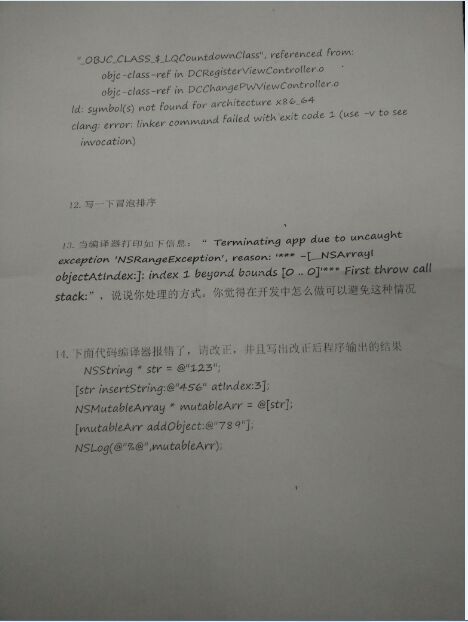 "_OBJC_CLASS_$_LQCountdownClass", referenced from:
objc-class-ref in DCRegisterViewController.o
objc-class-ref in DCChangePWViewController.o
ld: symbol(s) not found for architecture x86_64
clang: error: linker command failed with exit code 1 (use -v to see
invocation)
12. 写一下冒泡排序
13. 当编译器打印如下信息： “ Terminating app due to uncaught
exception 'NSRangeException', reason: '*** -[__NSArrayI
objectAtIndex:]: index 1 beyond bounds [0 .. 0]'*** First throw call
stack:”，说说你处理的方式。你觉得在开发中怎么做可以避免这种情况
14. 下面代码编译器报错了，请改正，并且写出改正后程序输出的结果
NSString * str = @"123";
[str insertString:@"456" atIndex:3];
NSMutableArray * mutableArr = @[str];
[mutableArr addObject:@"789"];
NSLog(@"%@",mutableArr);